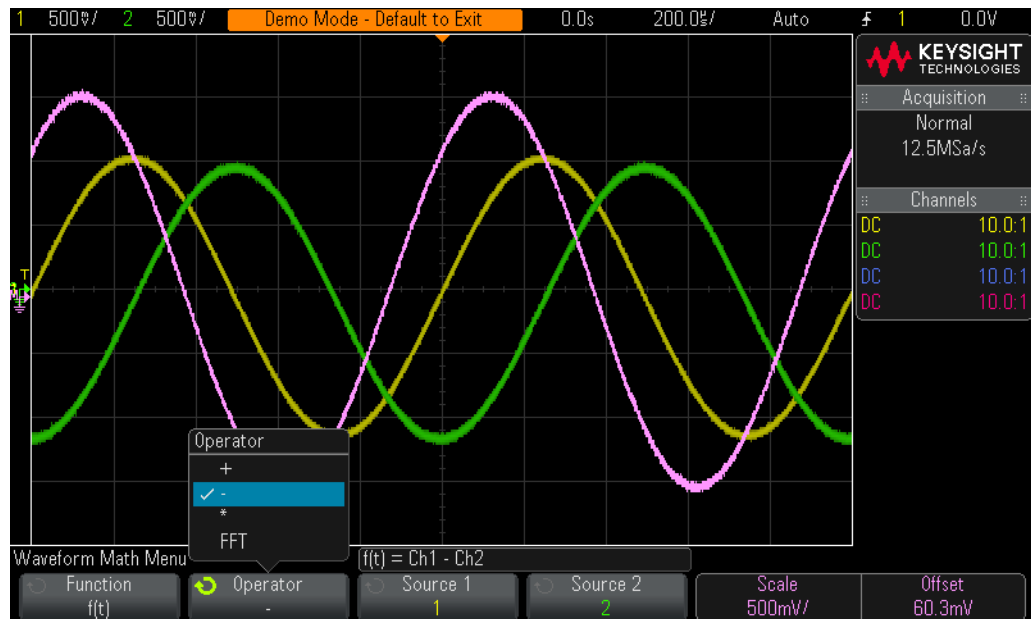 1 500mV/ 2 500mV/ Demo Mode - Default to Exit 0.0s 200.0µs/ Auto 1 0.0V
KEYSIGHT
TECHNOLOGIES
Acquisition
Normal
12.5MSa/s
Channels
DC 10.0:1
DC 10.0:1
DC 10.0:1
DC 10.0:1
T
Operator
+
-
*
FFT
Waveform Math Menu
f(t) = Ch1 - Ch2
Function Operator Source 1 Source 2 Scale Offset
f(t) - 1 2 500mV/ 60.3mV